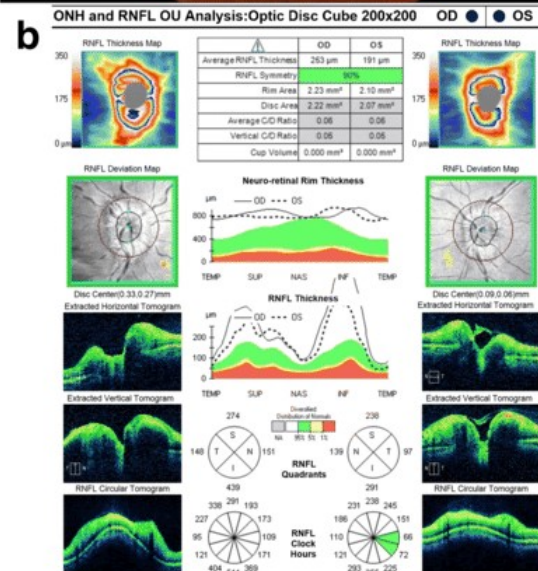 b
ONH and RNFL OU Analysis:Optic Disc Cube 200x200 OD OS
RNFL Thickness Map
350
175
0 µm
OD OS
Average RNFL Thickness 253 µm 191 µm
RNFL Symmetry 90%
Rim Area 2.23 mm² 2.10 mm²
Disc Area 2.22 mm² 2.07 mm²
Average C/D Ratio 0.06 0.06
Vertical C/D Ratio 0.05 0.05
Cup Volume 0.000 mm³ 0.000 mm³
RNFL Thickness Map
350
175
0 µm
RNFL Deviation Map
Disc Center(0.33,0.27)mm
Neuro-retinal Rim Thickness
µm
OD OS
800
400
0
TEMP SUP NAS INF TEMP
RNFL Deviation Map
Disc Center(0.09,0.06)mm
Extracted Horizontal Tomogram
RNFL Thickness
µm
OD OS
200
100
0
TEMP SUP NAS INF TEMP
Extracted Horizontal Tomogram
Extracted Vertical Tomogram
Diversified:
Distribution of Normals
NA 95% 5% 1%
Extracted Vertical Tomogram
274
S
148 T N 151
I
439
RNFL
Quadrants
238
S
139 N T 97
I
291
RNFL Circular Tomogram
291
338 193
227 173
95 109
121 171
404 369
RNFL
Clock
Hours
238
231 245
186 151
110 66
121 72
293 225
RNFL Circular Tomogram